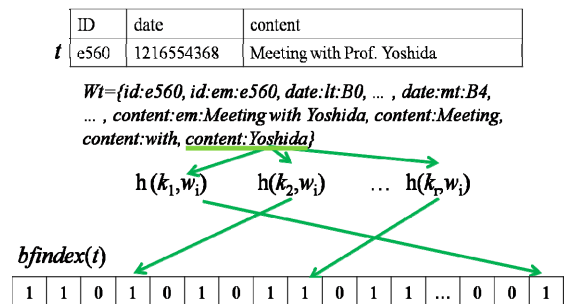 ID date content
t e560 1216554368 Meeting with Prof. Yoshida
Wt={id:e560, id:em:e560, date:lt:B0, ... , date:mt:B4,
... , content:em:Meeting with Yoshida, content:Meeting,
content:with, content:Yoshida}
h(k1,wi) h(k2,wi) ... h(kr,wi)
bfindex(t)
1 1 0 1 0 1 0 0 1 0 1 1 ... 0 0 1